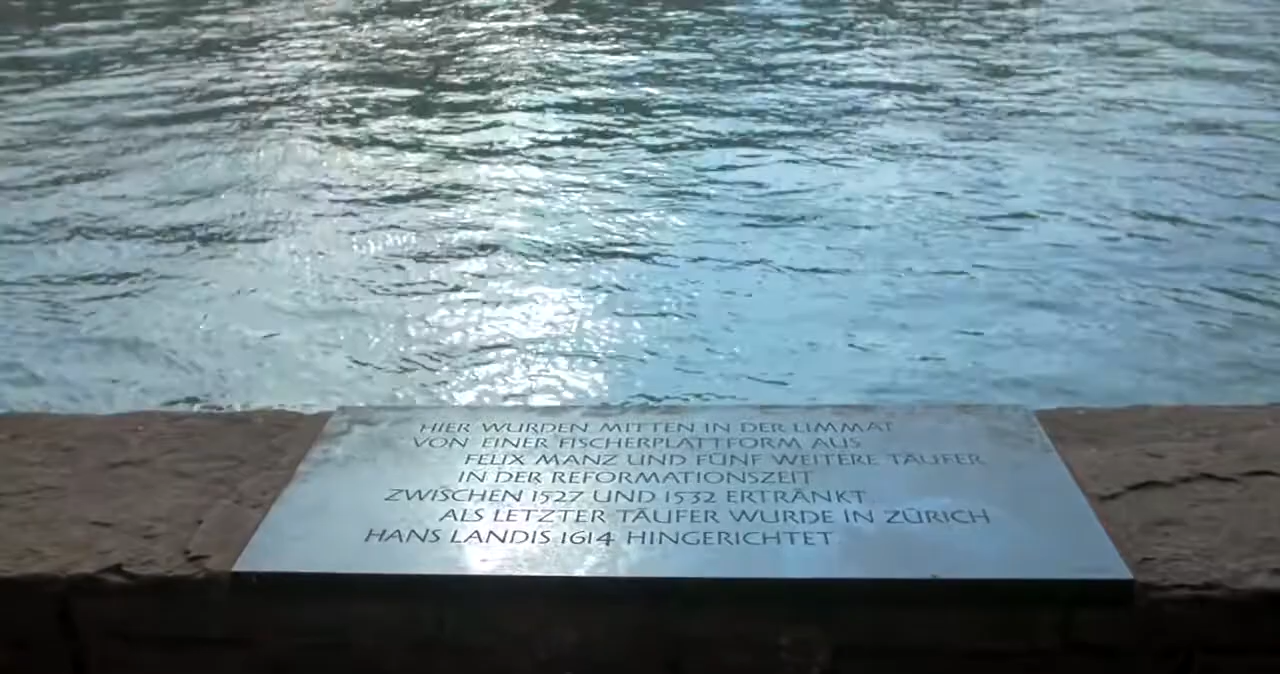 HIER WURDEN MITTEN IN DER LIMMAT
VON EINER FISCHERPLATTFORM AUS
FELIX MANZ UND FÜNF WEITERE TÄUFER
IN DER REFORMATIONSZEIT
ZWISCHEN 1527 UND 1532 ERTRÄNKT
ALS LETZTER TÄUFER WURDE IN ZÜRICH
HANS LANDIS 1614 HINGERICHTET